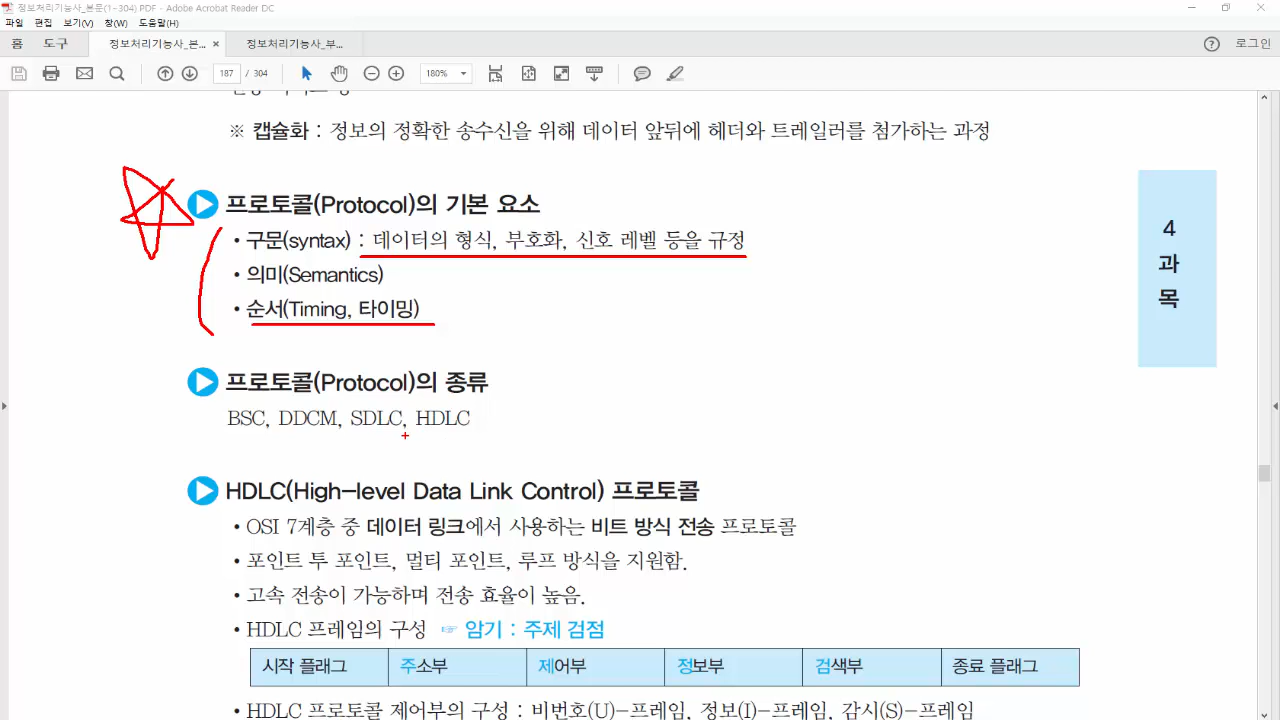 정보처리기능사_본문(1-304) PDF - Adobe Acrobat Reader DC
파일 편집 보기(V) 창(W) 도움말(H)
홈 도구 정보처리기능사_본... × 정보처리기능사_부... 로그인
187 / 304 180%
※ 캡슐화 : 정보의 정확한 송수신을 위해 데이터 앞뒤에 헤더와 트레일러를 첨가하는 과정
프로토콜(Protocol)의 기본 요소
• 구문(syntax) : 데이터의 형식, 부호화, 신호 레벨 등을 규정
• 의미(Semantics)
• 순서(Timing, 타이밍)
4
과
목
프로토콜(Protocol)의 종류
BSC, DDCM, SDLC, HDLC
HDLC(High-level Data Link Control) 프로토콜
• OSI 7계층 중 데이터 링크에서 사용하는 비트 방식 전송 프로토콜
• 포인트 투 포인트, 멀티 포인트, 루프 방식을 지원함.
• 고속 전송이 가능하며 전송 효율이 높음.
• HDLC 프레임의 구성 ☞ 암기 : 주제 검점
시작 플래그 주소부 제어부 정보부 검색부 종료 플래그
• HDLC 프로토콜 제어부의 구성 : 비번호(U)-프레임, 정보(I)-프레임, 감시(S)-프레임